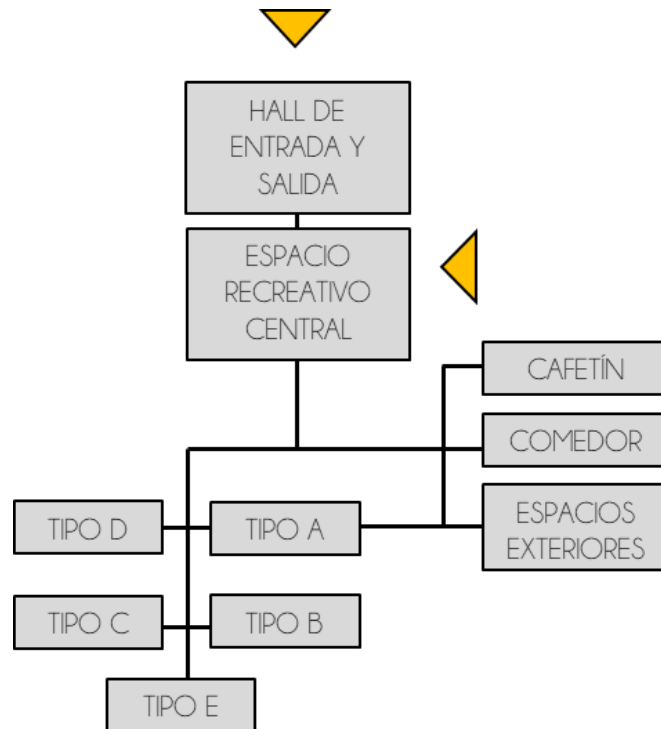 HALL DE
ENTRADA Y
SALIDA
ESPACIO
RECREATIVO
CENTRAL
CAFETÍN
COMEDOR
ESPACIOS
EXTERIORES
TIPO D
TIPO A
TIPO C
TIPO B
TIPO E